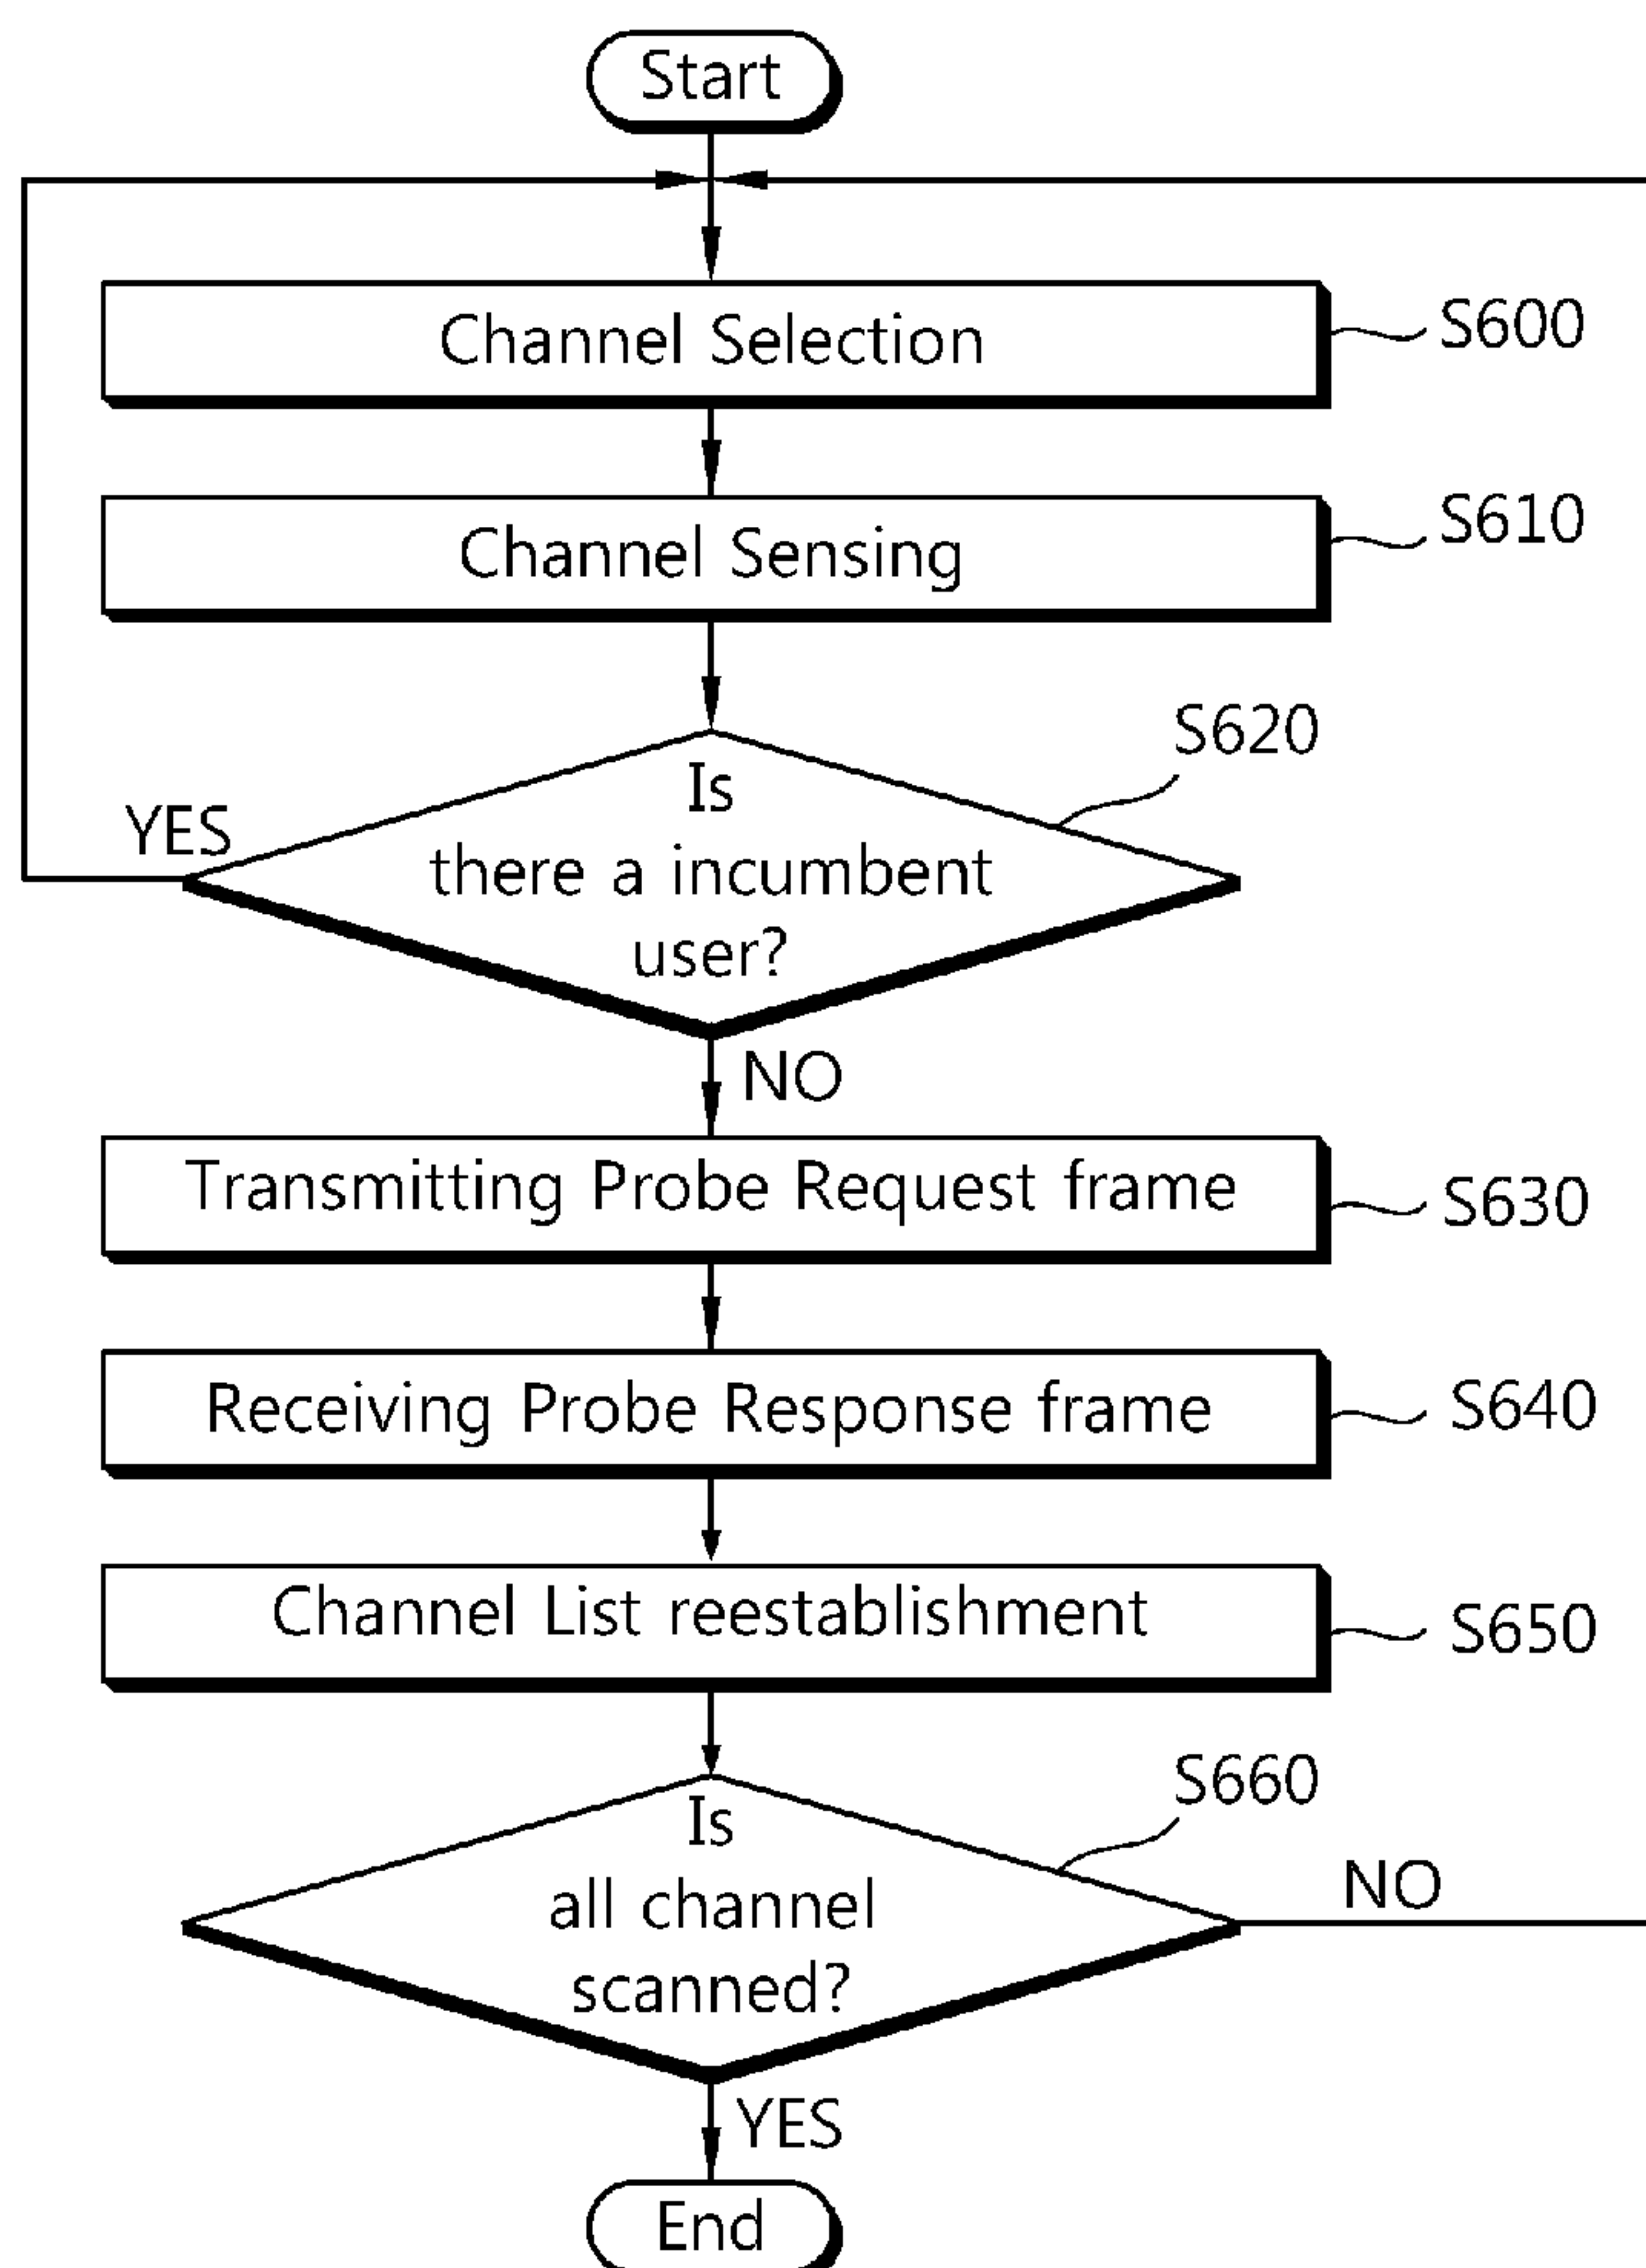 Start
Channel Selection
S600
Channel Sensing
S610
S620
Is
there a incumbent
user?
YES
NO
Transmitting Probe Request frame
S630
Receiving Probe Response frame
S640
Channel List reestablishment
S650
S660
Is
all channel
scanned?
NO
YES
End